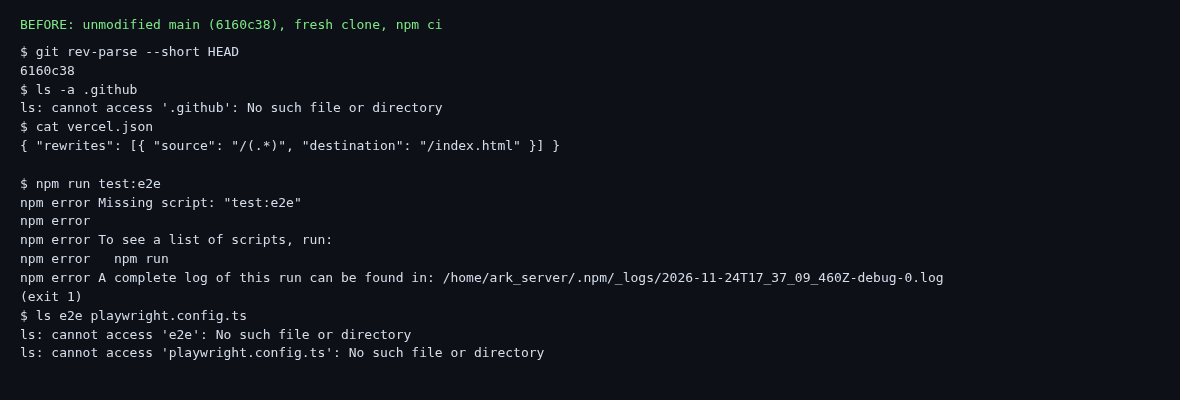 BEFORE: unmodified main (6160c38), fresh clone, npm ci
$ git rev-parse --short HEAD
6160c38
$ ls -a .github
ls: cannot access '.github': No such file or directory
$ cat vercel.json
{ "rewrites": [{ "source": "/(.*)", "destination": "/index.html" }] }
$ npm run test:e2e
npm error Missing script: "test:e2e"
npm error
npm error To see a list of scripts, run:
npm error   npm run
npm error A complete log of this run can be found in: /home/ark_server/.npm/_logs/2026-11-24T17_37_09_460Z-debug-0.log
(exit 1)
$ ls e2e playwright.config.ts
ls: cannot access 'e2e': No such file or directory
ls: cannot access 'playwright.config.ts': No such file or directory